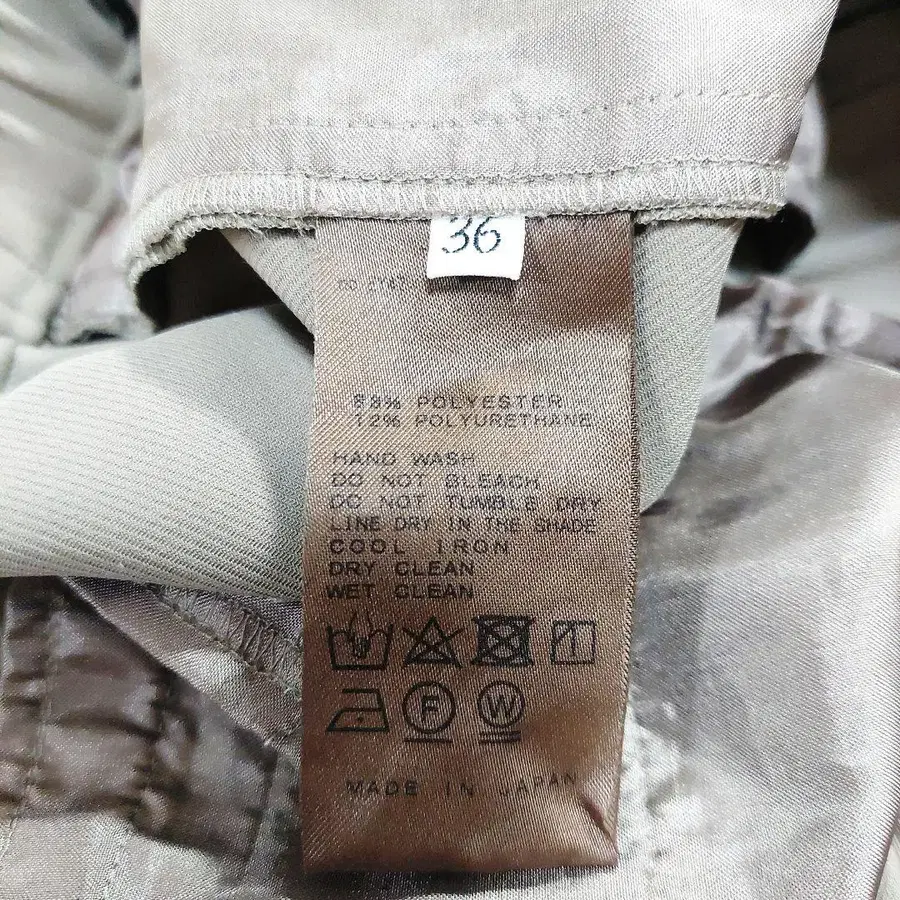 36
88% POLYESTER
12% POLYURETHANE
HAND WASH
DO NOT BLEACH
DO NOT TUMBLE DRY
LINE DRY IN THE SHADE
COOL IRON
DRY CLEAN
WET CLEAN
F W
MADE IN JAPAN